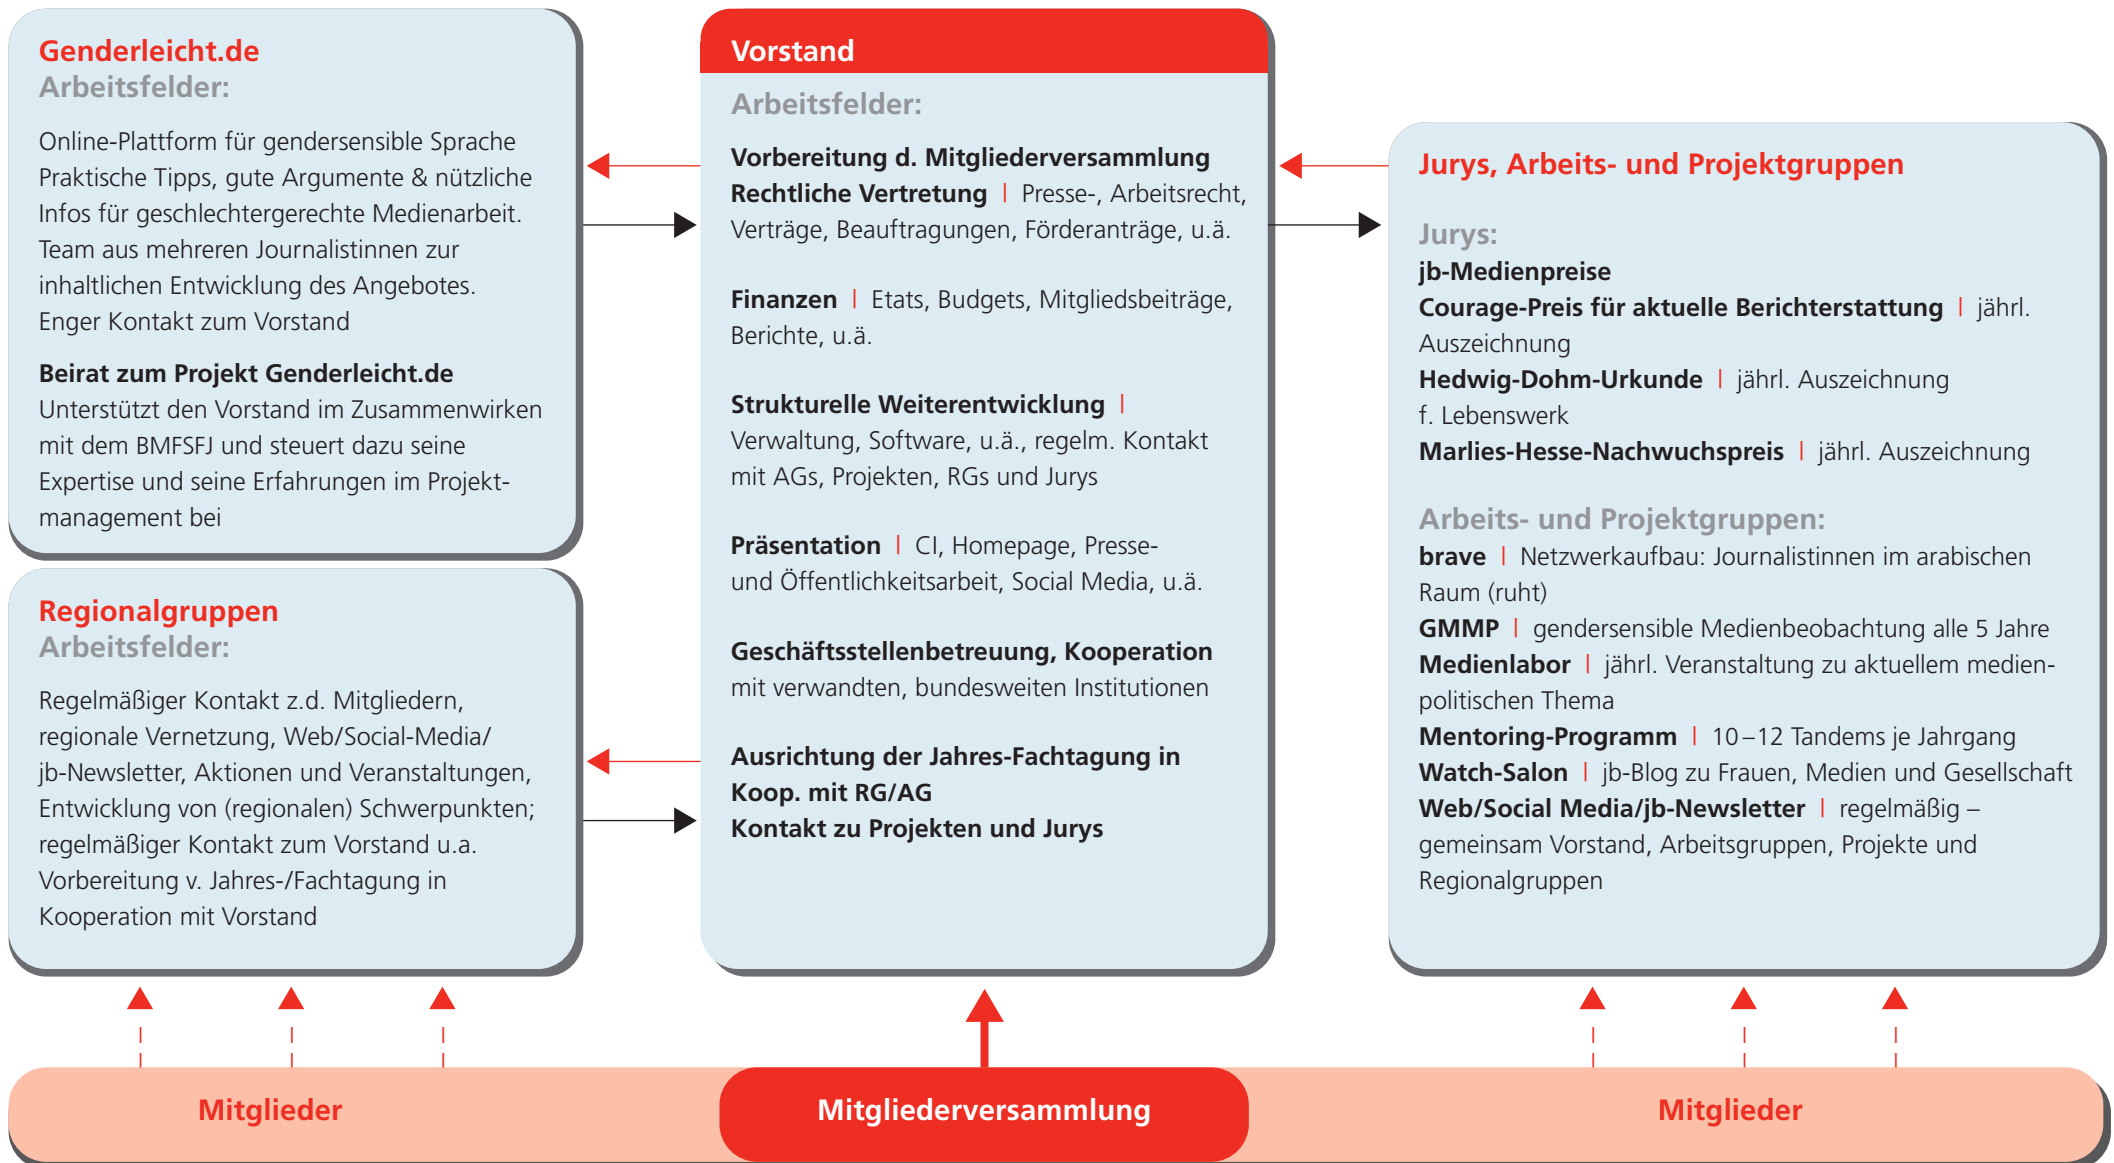 Genderleicht.de
Arbeitsfelder:
Online-Plattform für gendersensible Sprache
Praktische Tipps, gute Argumente & nützliche
Infos für geschlechtergerechte Medienarbeit.
Team aus mehreren Journalistinnen zur
inhaltlichen Entwicklung des Angebotes.
Enger Kontakt zum Vorstand
Beirat zum Projekt Genderleicht.de
Unterstützt den Vorstand im Zusammenwirken
mit dem BMFSFJ und steuert dazu seine
Expertise und seine Erfahrungen im Projekt-
management bei
Regionalgruppen
Arbeitsfelder:
Regelmäßiger Kontakt z.d. Mitgliedern,
regionale Vernetzung, Web/Social-Media/
jb-Newsletter, Aktionen und Veranstaltungen,
Entwicklung von (regionalen) Schwerpunkten;
regelmäßiger Kontakt zum Vorstand u.a.
Vorbereitung v. Jahres-/Fachtagung in
Kooperation mit Vorstand
Vorstand
Arbeitsfelder:
Vorbereitung d. Mitgliederversammlung
Rechtliche Vertretung | Presse-, Arbeitsrecht,
Verträge, Beauftragungen, Förderanträge, u.ä.
Finanzen | Etats, Budgets, Mitgliedsbeiträge,
Berichte, u.ä.
Strukturelle Weiterentwicklung |
Verwaltung, Software, u.ä., regelm. Kontakt
mit AGs, Projekten, RGs und Jurys
Präsentation | CI, Homepage, Presse-
und Öffentlichkeitsarbeit, Social Media, u.ä.
Geschäftsstellenbetreuung, Kooperation
mit verwandten, bundesweiten Institutionen
Ausrichtung der Jahres-Fachtagung in
Koop. mit RG/AG
Kontakt zu Projekten und Jurys
Jurys, Arbeits- und Projektgruppen
Jurys:
jb-Medienpreise
Courage-Preis für aktuelle Berichterstattung | jährl.
Auszeichnung
Hedwig-Dohm-Urkunde | jährl. Auszeichnung
f. Lebenswerk
Marlies-Hesse-Nachwuchspreis | jährl. Auszeichnung
Arbeits- und Projektgruppen:
brave | Netzwerkaufbau: Journalistinnen im arabischen
Raum (ruht)
GMMP | gendersensible Medienbeobachtung alle 5 Jahre
Medienlabor | jährl. Veranstaltung zu aktuellem medien-
politischen Thema
Mentoring-Programm | 10–12 Tandems je Jahrgang
Watch-Salon | jb-Blog zu Frauen, Medien und Gesellschaft
Web/Social Media/jb-Newsletter | regelmäßig –
gemeinsam Vorstand, Arbeitsgruppen, Projekte und
Regionalgruppen
Mitglieder
Mitgliederversammlung
Mitglieder